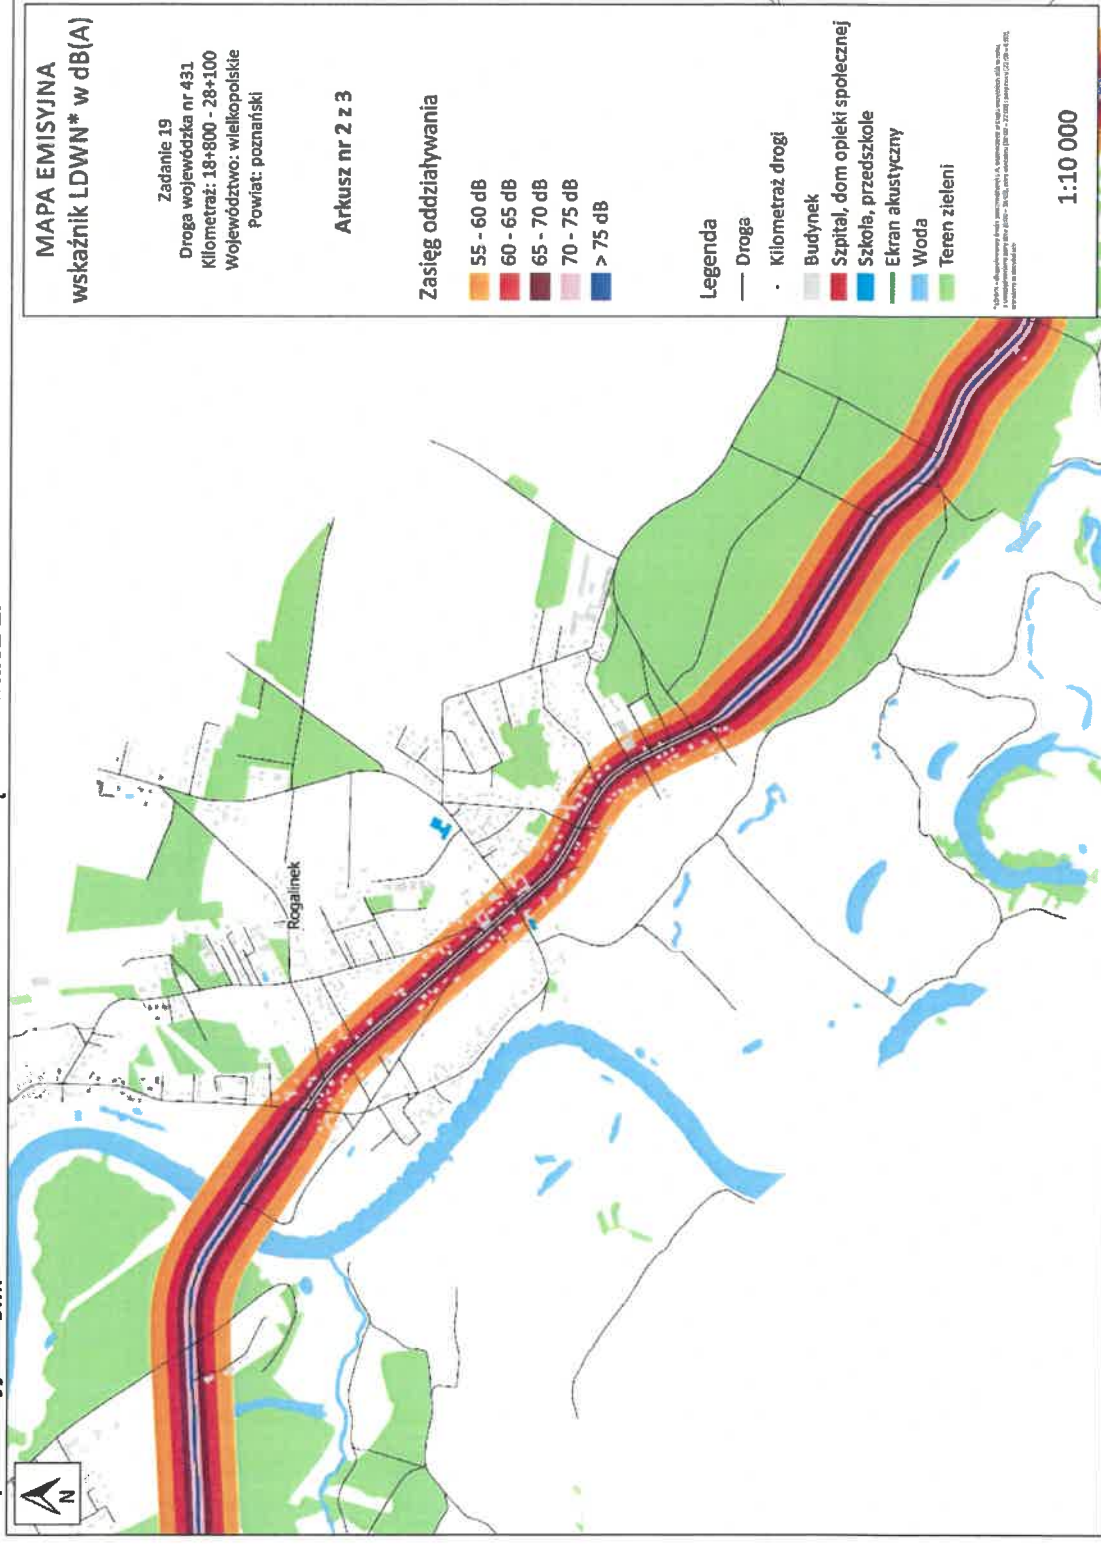 MAPA EMISYJNA
wskaźnik LDWN* w dB(A)
Zadanie 19
Droga wojewódzka nr 431
Kilometraż: 18+800 - 28+100
Województwo: wielkopolskie
Powiat: poznański
Arkusz nr 2 z 3
Zasięg oddziaływania
55 - 60 dB
60 - 65 dB
65 - 70 dB
70 - 75 dB
> 75 dB
Legenda
Droga
Kilometraż drogi
Budynek
Szpital, dom opieki społecznej
Szkoła, przedszkole
Ekran akustyczny
Woda
Teren zieleni
1:10 000
Rogalinek
N